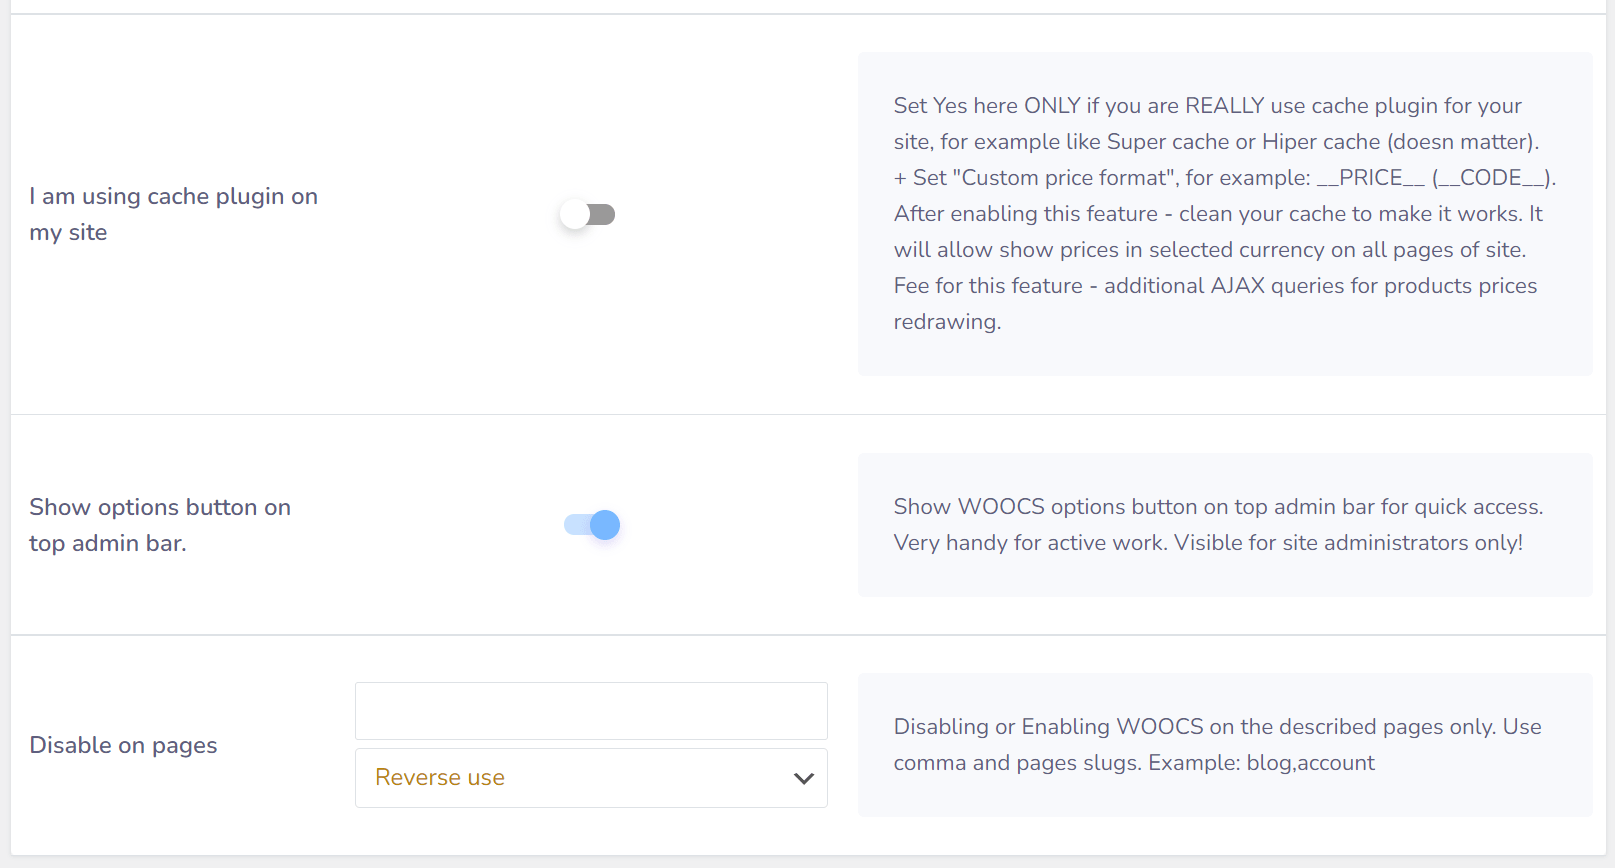 I am using cache plugin on
my site
Set Yes here ONLY if you are REALLY use cache plugin for your
site, for example like Super cache or Hiper cache (doesn matter).
+ Set "Custom price format", for example: __PRICE__ (__CODE__).
After enabling this feature - clean your cache to make it works. It
will allow show prices in selected currency on all pages of site.
Fee for this feature - additional AJAX queries for products prices
redrawing.
Show options button on
top admin bar.
Show WOOCS options button on top admin bar for quick access.
Very handy for active work. Visible for site administrators only!
Disable on pages
Reverse use
Disabling or Enabling WOOCS on the described pages only. Use
comma and pages slugs. Example: blog,account